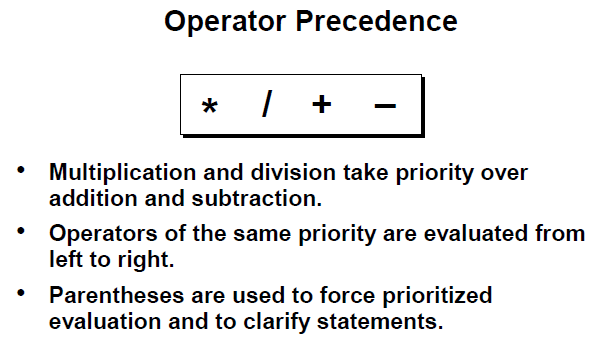 Operator Precedence
* / + –
• Multiplication and division take priority over
addition and subtraction.
• Operators of the same priority are evaluated from
left to right.
• Parentheses are used to force prioritized
evaluation and to clarify statements.